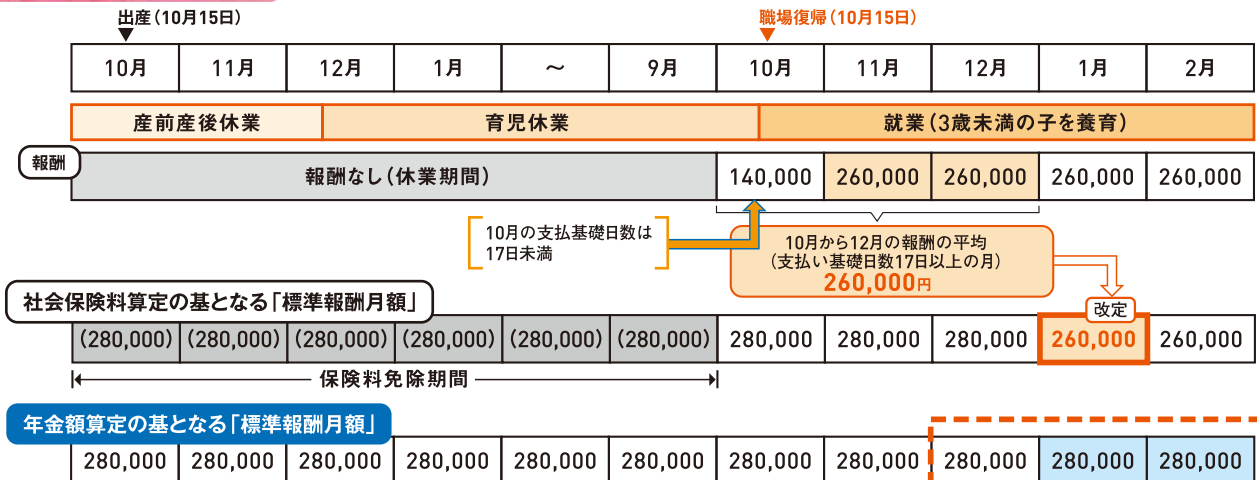 出産(10月15日)
職場復帰(10月15日)
10月 11月 12月 1月 ～ 9月 10月 11月 12月 1月 2月
産前産後休業 育児休業 就業(3歳未満の子を養育)
報酬
報酬なし(休業期間) 140,000 260,000 260,000 260,000 260,000
10月の支払基礎日数は
17日未満
10月から12月の報酬の平均
(支払い基礎日数17日以上の月)
260,000円
改定
社会保険料算定の基となる「標準報酬月額」
(280,000) (280,000) (280,000) (280,000) (280,000) (280,000) 280,000 280,000 280,000 260,000 260,000
保険料免除期間
年金額算定の基となる「標準報酬月額」
280,000 280,000 280,000 280,000 280,000 280,000 280,000 280,000 280,000 280,000 280,000